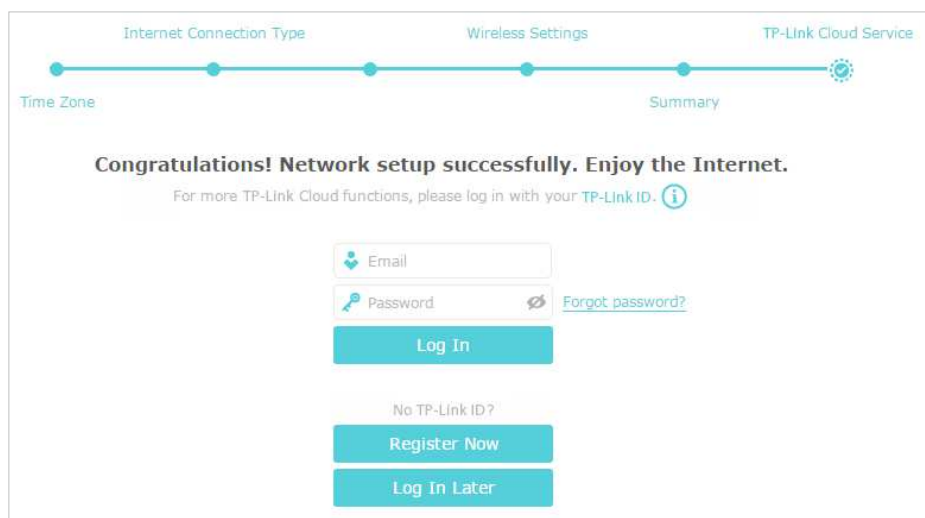 Internet Connection Type
Wireless Settings
TP-Link Cloud Service
Time Zone
Summary
Congratulations! Network setup successfully. Enjoy the Internet.
For more TP-Link Cloud functions, please log in with your TP-Link ID.
Email
Password
Forgot password?
Log In
No TP-Link ID?
Register Now
Log In Later